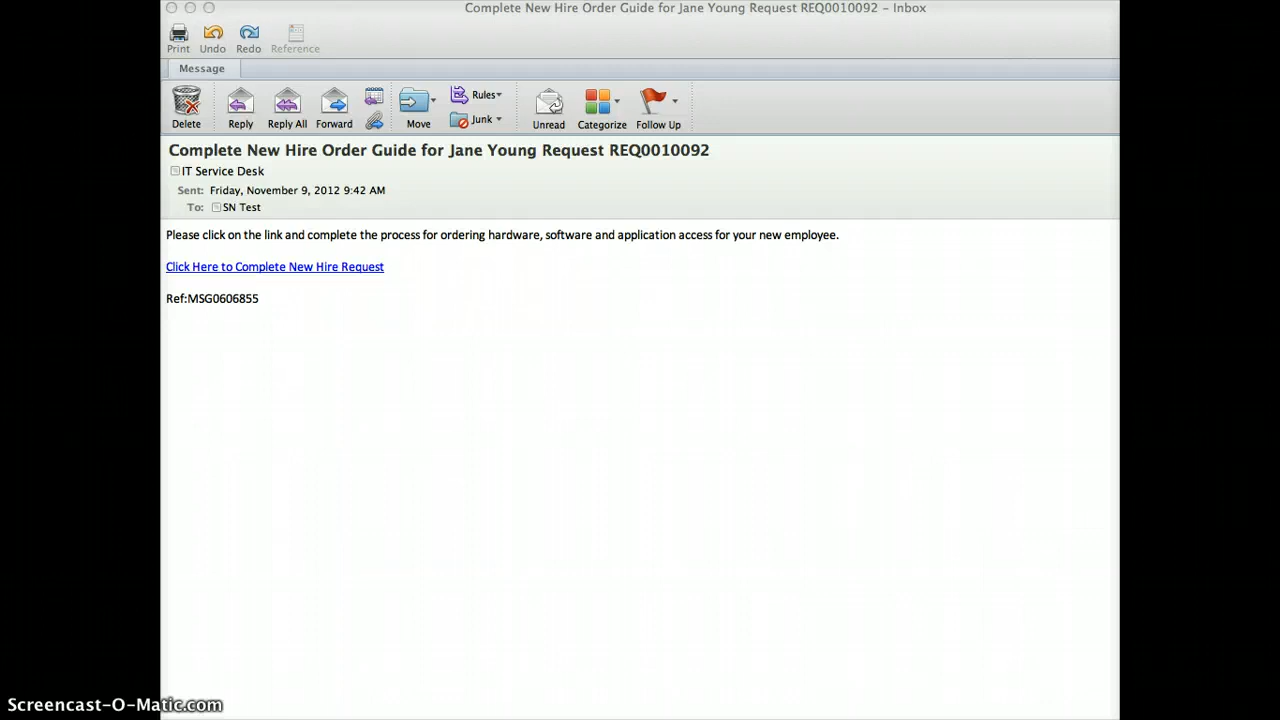 Complete New Hire Order Guide for Jane Young Request REQ0010092 – Inbox
Print Undo Redo Reference
Message
Delete Reply Reply All Forward Move Rules Junk Unread Categorize Follow Up
Complete New Hire Order Guide for Jane Young Request REQ0010092
IT Service Desk
Sent: Friday, November 9, 2012 9:42 AM
To: SN Test
Please click on the link and complete the process for ordering hardware, software and application access for your new employee.
Click Here to Complete New Hire Request
Ref:MSG0606855
Screencast-O-Matic.com